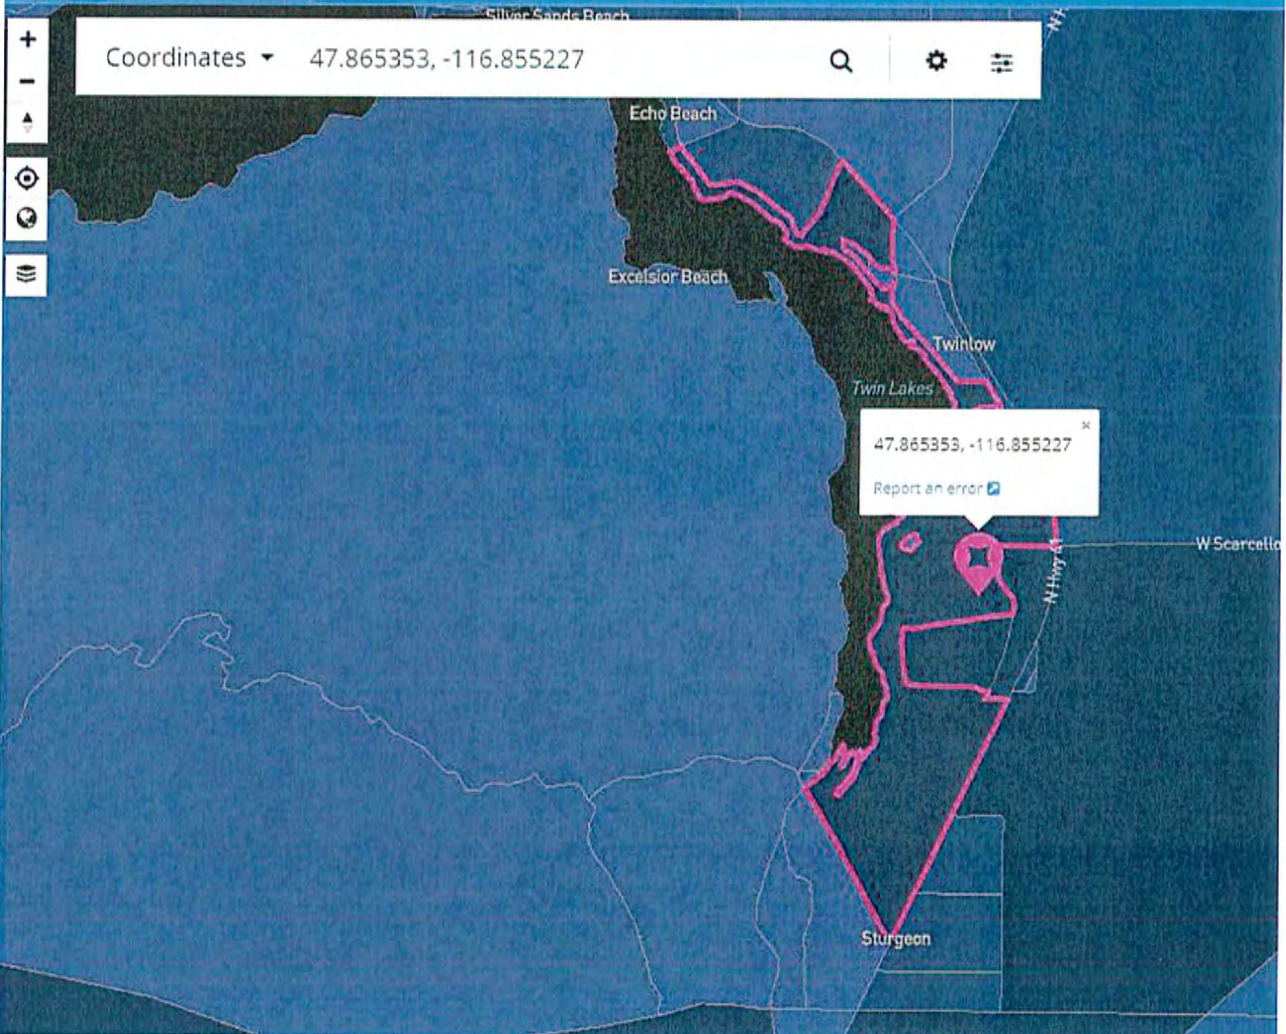 Silver Sands Beach
+
Coordinates 47.865353, -116.855227
−
Echo Beach
Excelsior Beach
Twinlow
Twin Lakes
×
47.865353, -116.855227
Report an error
W Scarcello
N Hwy 41
Sturgeon